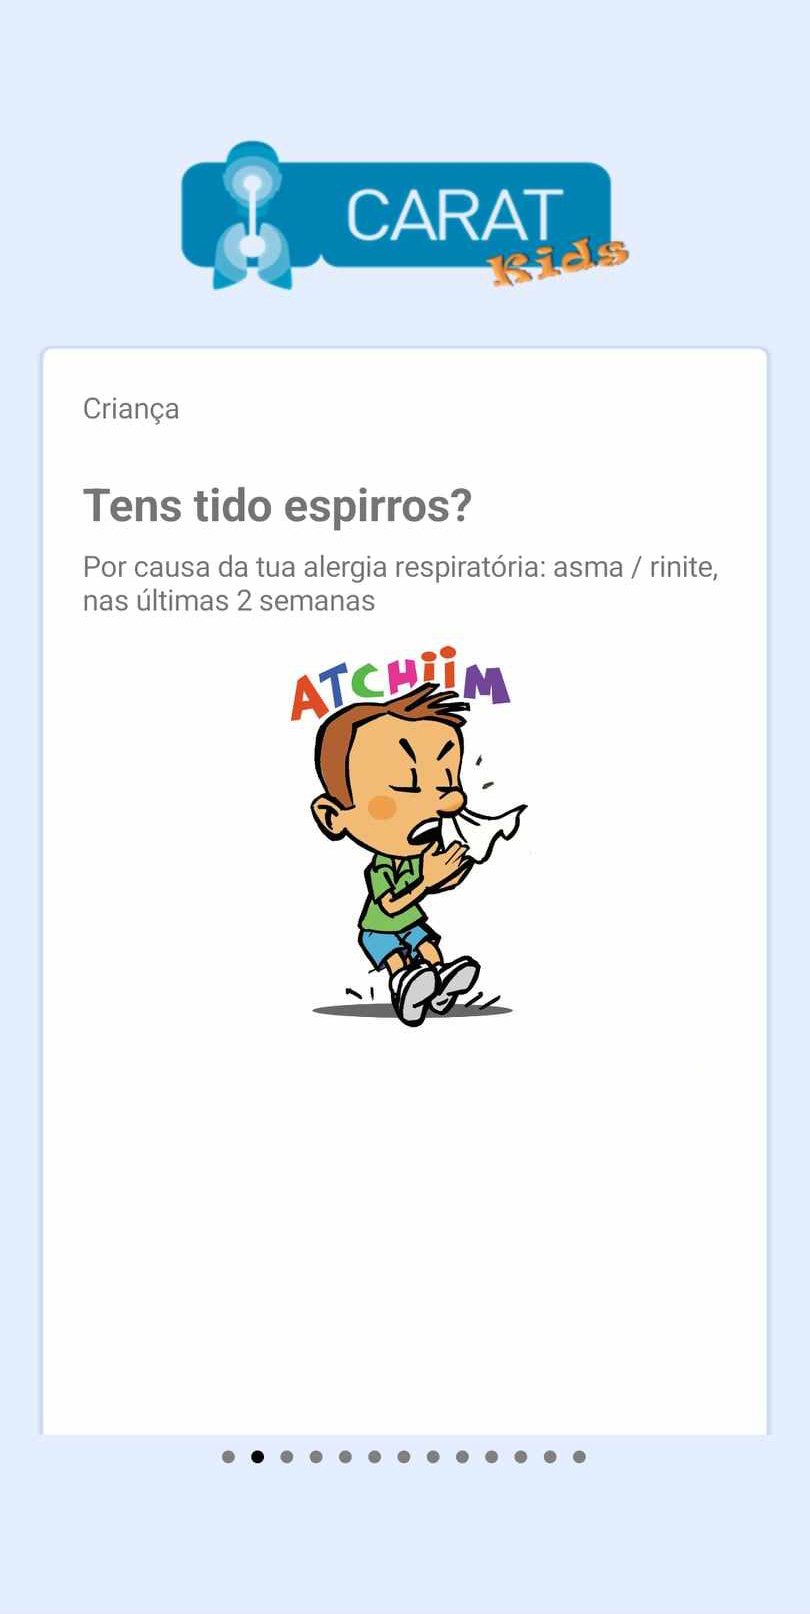 CARAT
Kids
Criança
Tens tido espirros?
Por causa da tua alergia respiratória: asma / rinite,
nas últimas 2 semanas
ATCHiiM